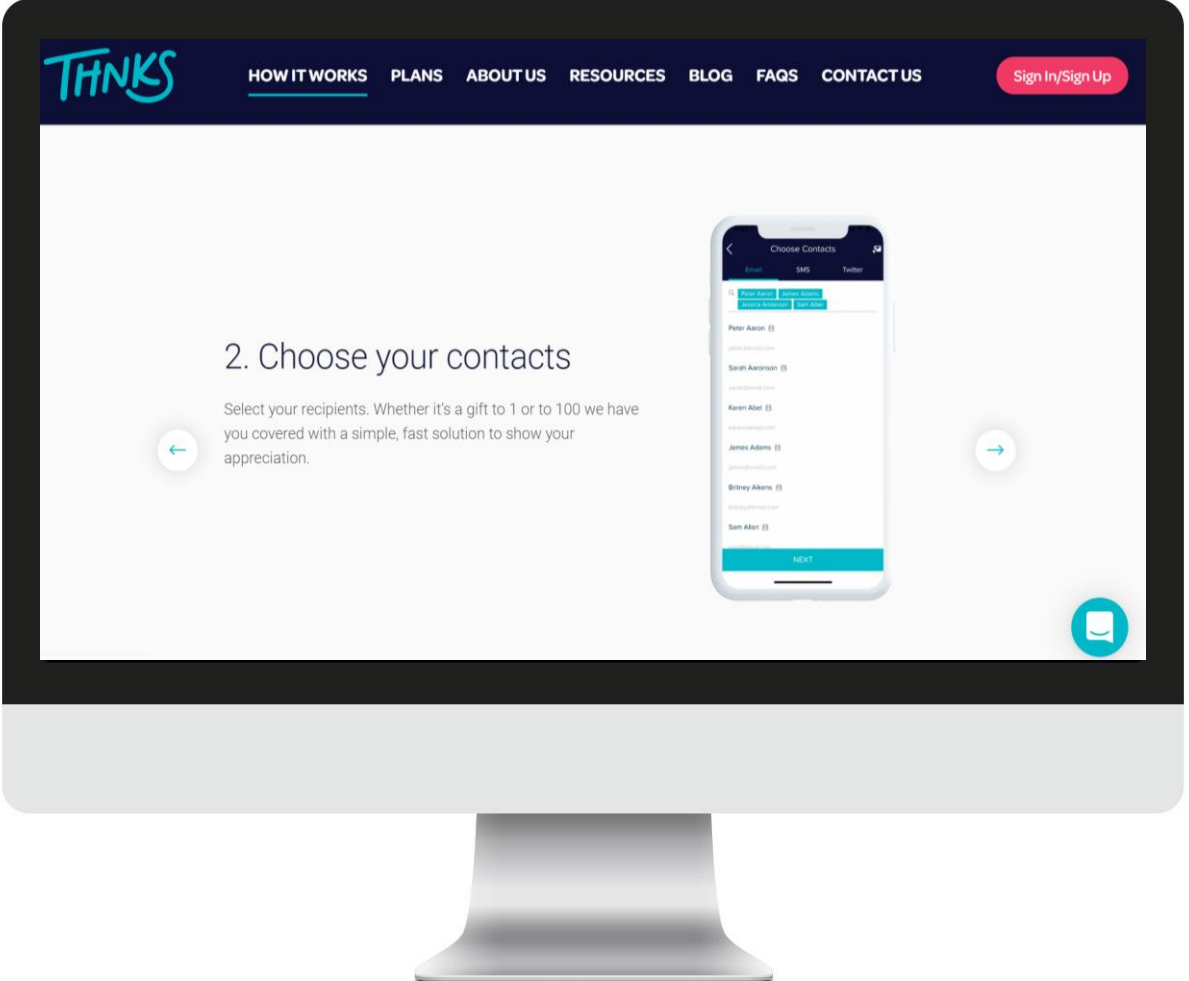 THNKS
HOW IT WORKS
PLANS
ABOUT US
RESOURCES
BLOG
FAQS
CONTACT US
Sign In/Sign Up
2. Choose your contacts
Select your recipients. Whether it's a gift to 1 or to 100 we have
you covered with a simple, fast solution to show your
appreciation.
Choose Contacts
Email SMS Twitter
Peter Aaron James Adams
Jessica Anderson Sam Allan
Peter Aaron
Sarah Aaronson
Karen Abel
James Adams
Britney Aikens
Sam Allan
NEXT